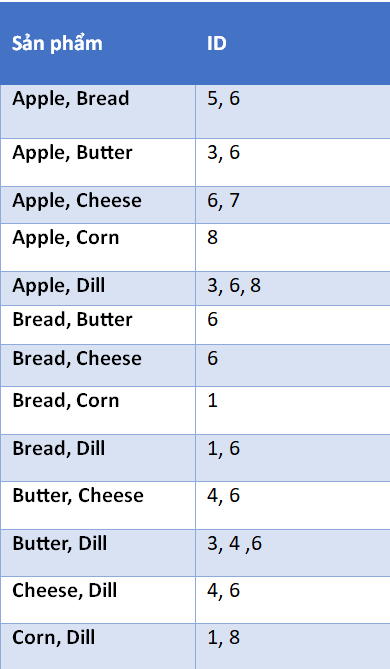 Sản phẩm ID
Apple, Bread 5, 6
Apple, Butter 3, 6
Apple, Cheese 6, 7
Apple, Corn 8
Apple, Dill 3, 6, 8
Bread, Butter 6
Bread, Cheese 6
Bread, Corn 1
Bread, Dill 1, 6
Butter, Cheese 4, 6
Butter, Dill 3, 4 ,6
Cheese, Dill 4, 6
Corn, Dill 1, 8